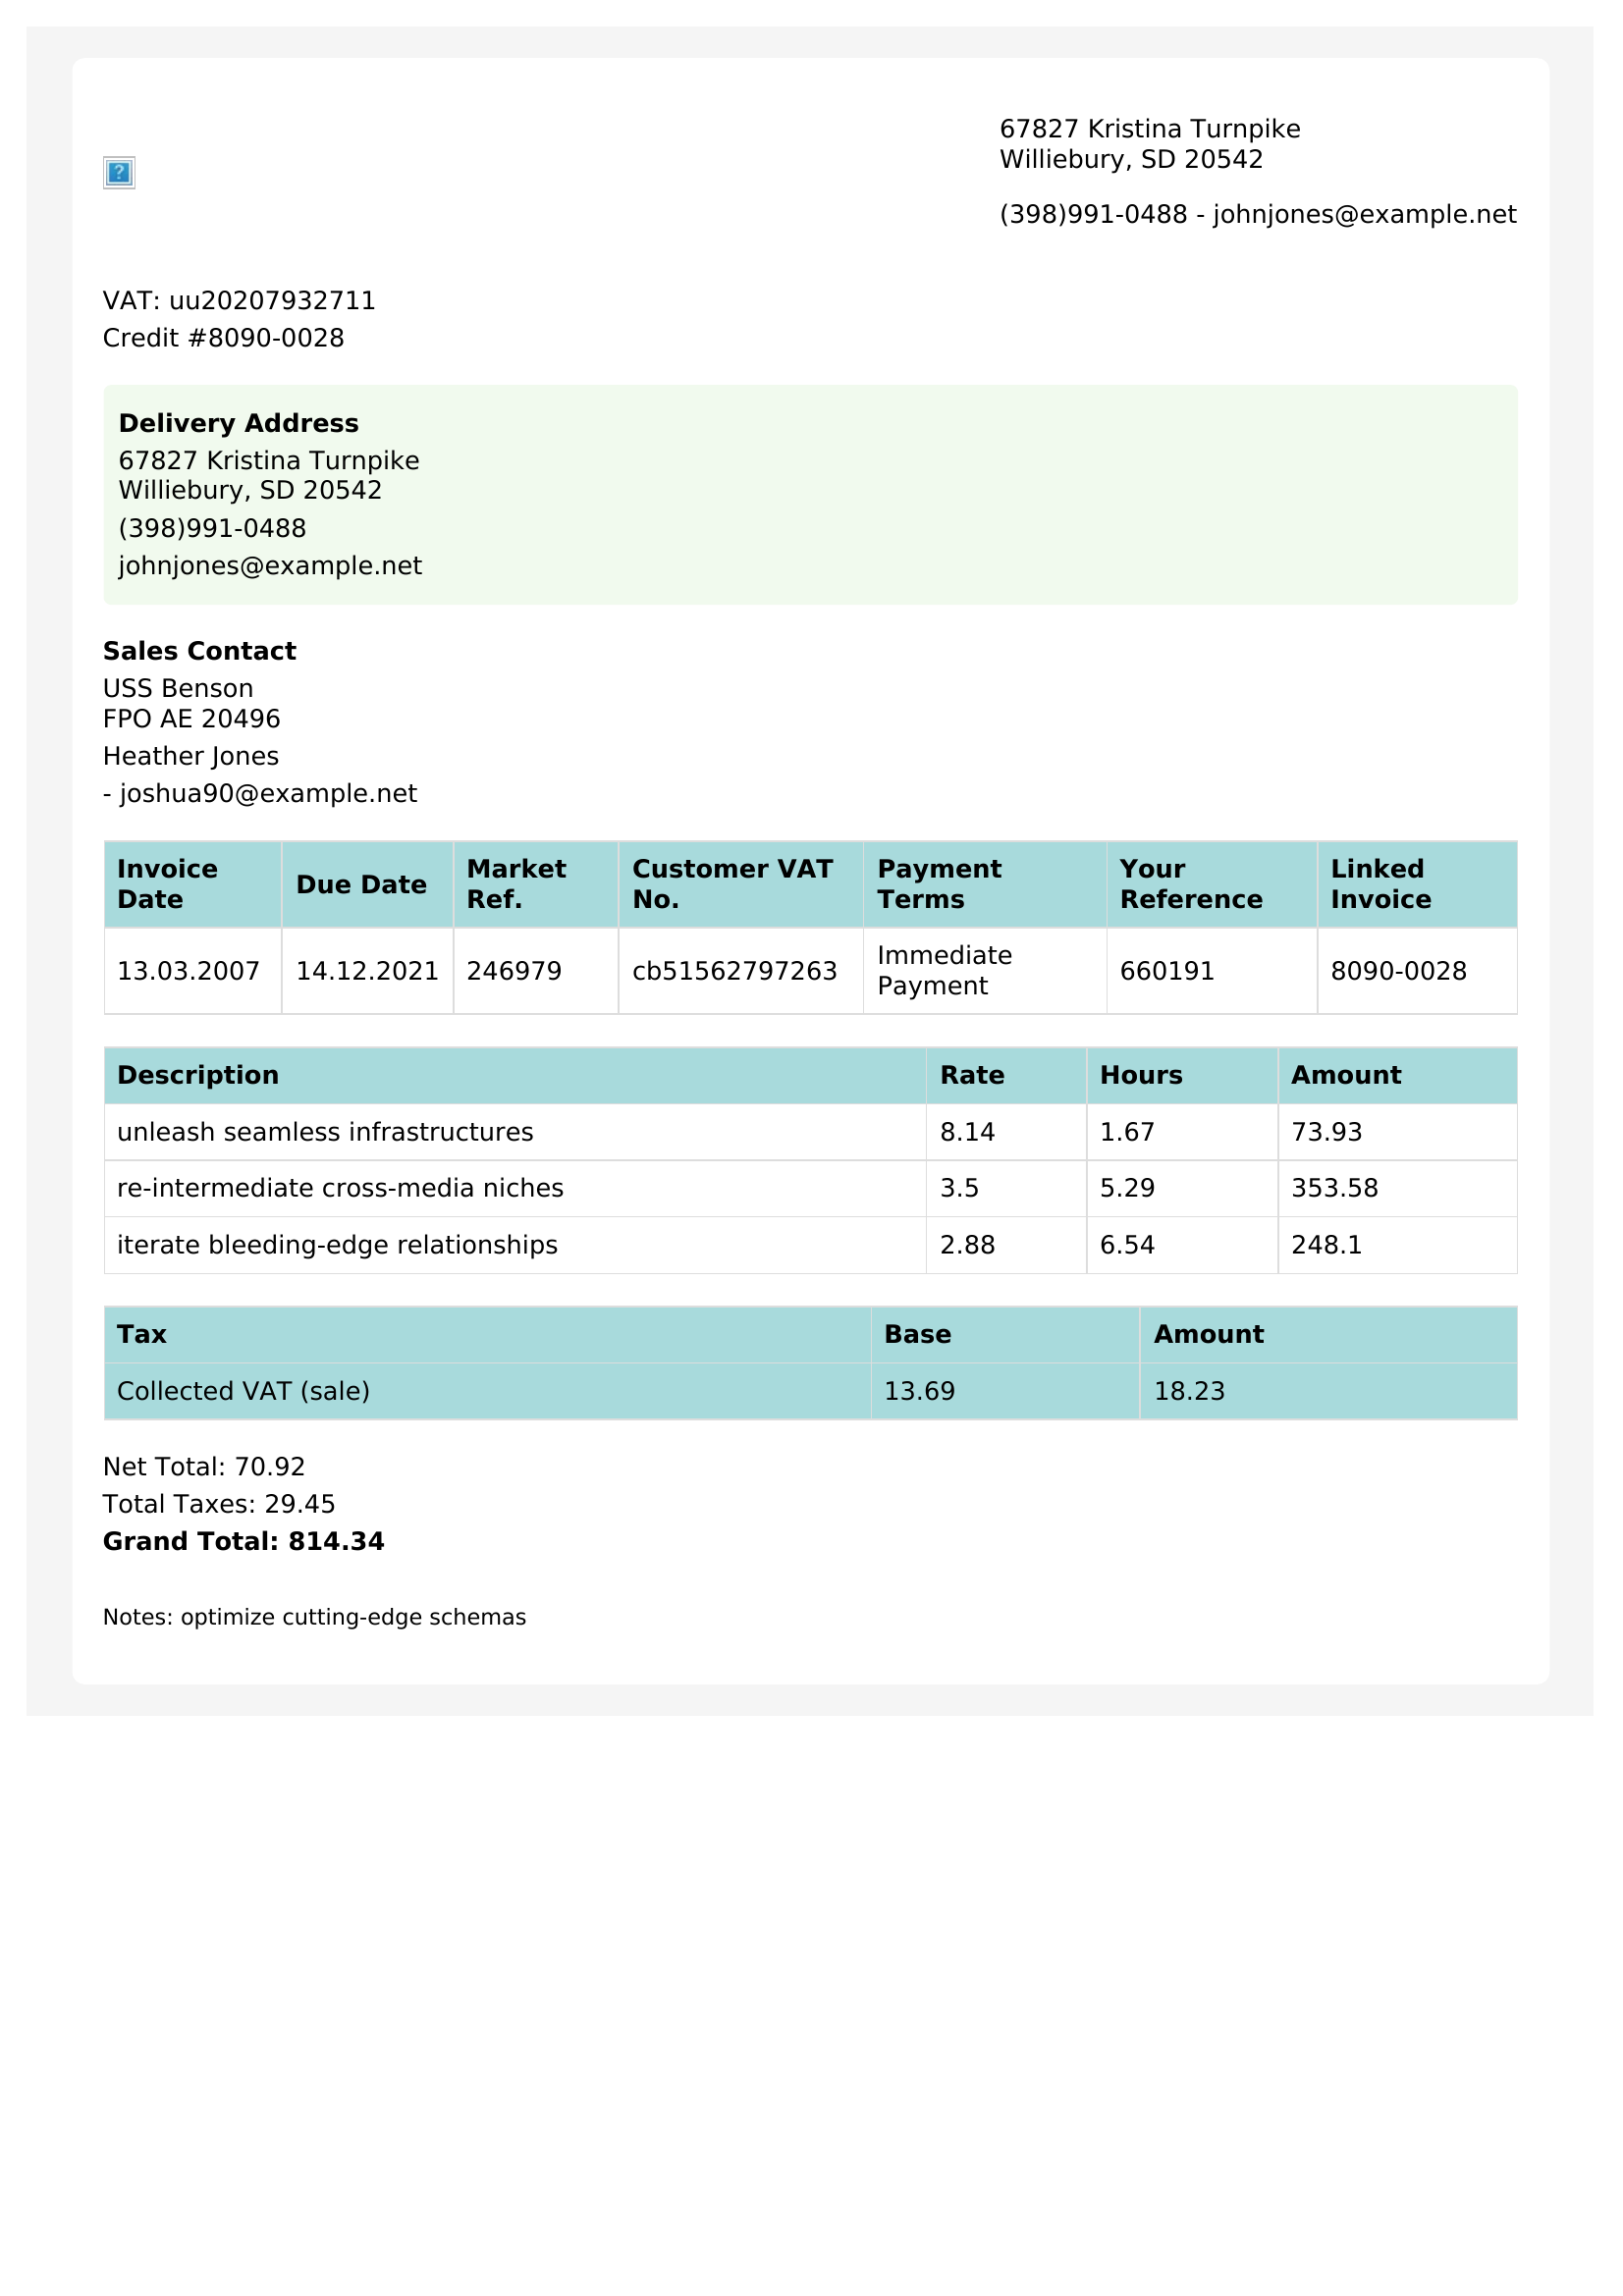 67827 Kristina Turnpike
Williebury, SD 20542
(398)991-0488 - johnjones@example.net
VAT: uu20207932711
Credit #8090-0028
Delivery Address
67827 Kristina Turnpike
Williebury, SD 20542
(398)991-0488
johnjones@example.net
Sales Contact
USS Benson
FPO AE 20496
Heather Jones
- joshua90@example.net
Invoice Date Due Date Market Ref. Customer VAT No. Payment Terms Your Reference Linked Invoice
13.03.2007 14.12.2021 246979 cb51562797263 Immediate Payment 660191 8090-0028
Description Rate Hours Amount
unleash seamless infrastructures 8.14 1.67 73.93
re-intermediate cross-media niches 3.5 5.29 353.58
iterate bleeding-edge relationships 2.88 6.54 248.1
Tax Base Amount
Collected VAT (sale) 13.69 18.23
Net Total: 70.92
Total Taxes: 29.45
Grand Total: 814.34
Notes: optimize cutting-edge schemas